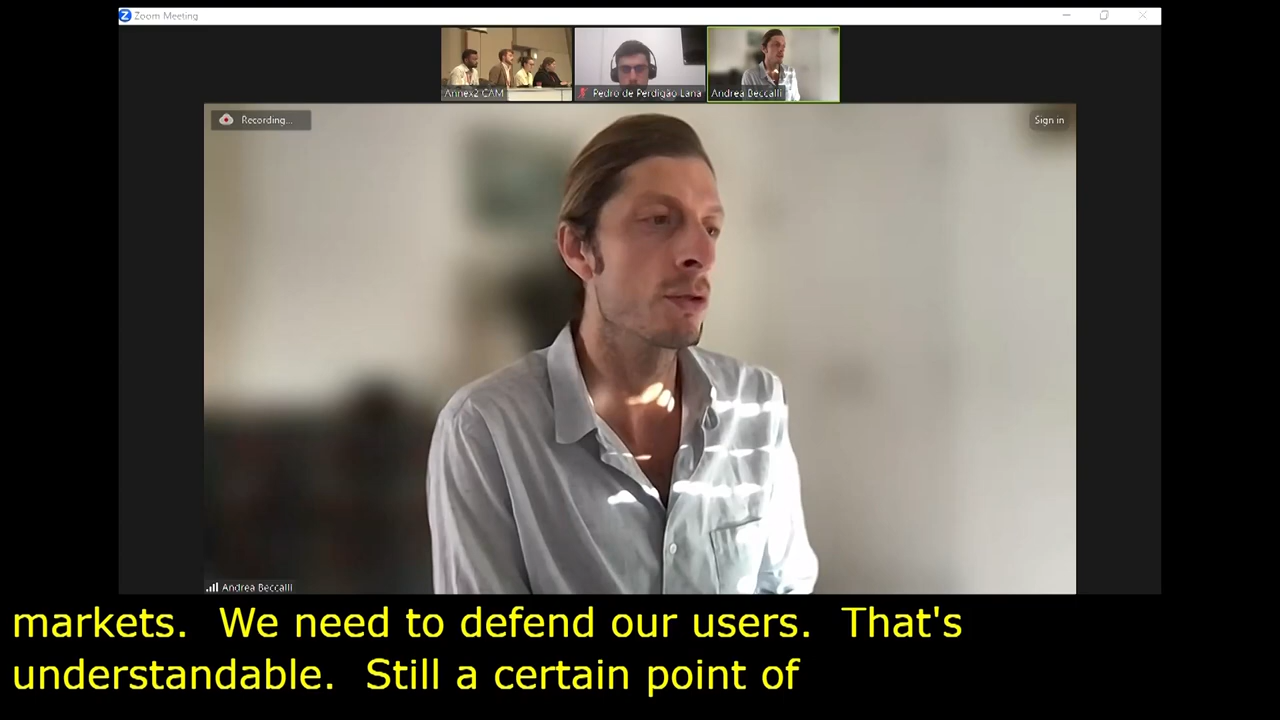 Zoom Meeting
Annex2 CAM
Pedro de Perdigão Lana
Andrea Beccalli
Recording...
Sign in
Andrea Beccalli
markets.  We need to defend our users.  That's
understandable.  Still a certain point of